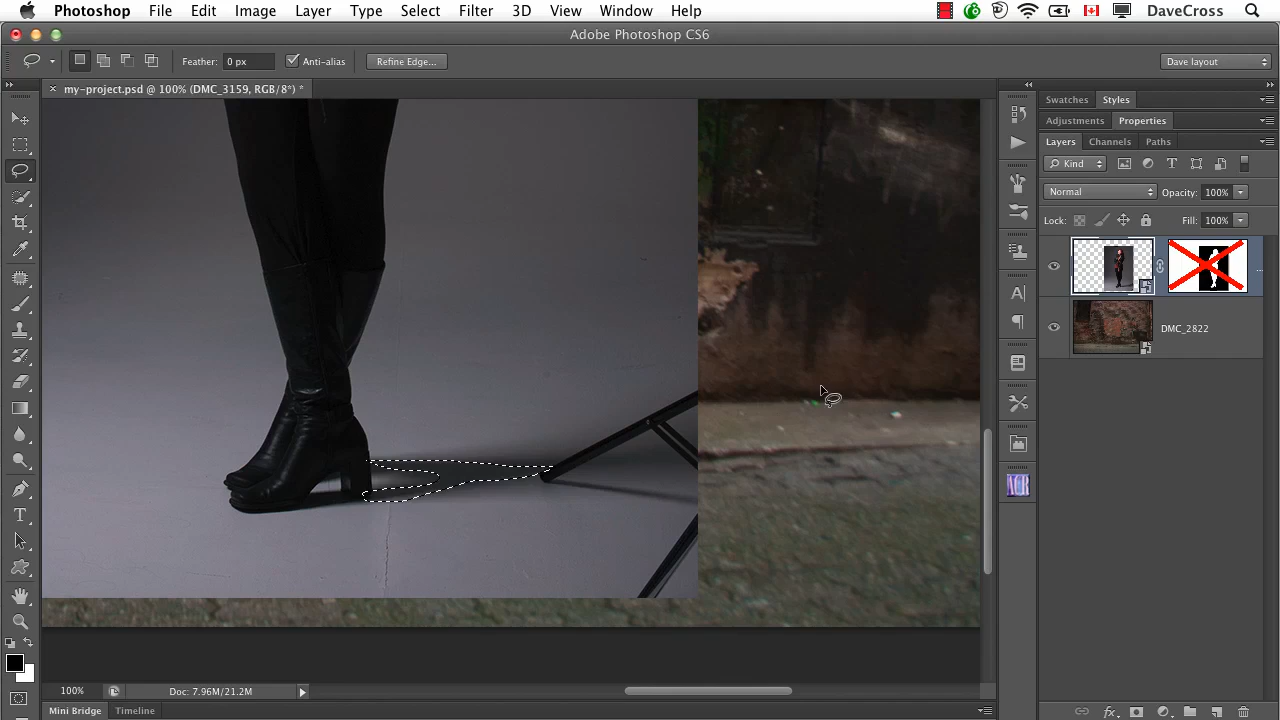 Photoshop File Edit Image Layer Type Select Filter 3D View Window Help DaveCross
Adobe Photoshop CS6
Feather: 0 px Anti-alias Refine Edge... Dave layout
× my-project.psd @ 100% (DMC_3159, RGB/8*) *
Swatches Styles
Adjustments Properties
Layers Channels Paths
Kind T
Normal Opacity: 100%
Lock: Fill: 100%
...
DMC_2822
A
ACR
T
100% Doc: 7.96M/21.2M
fx
Mini Bridge Timeline